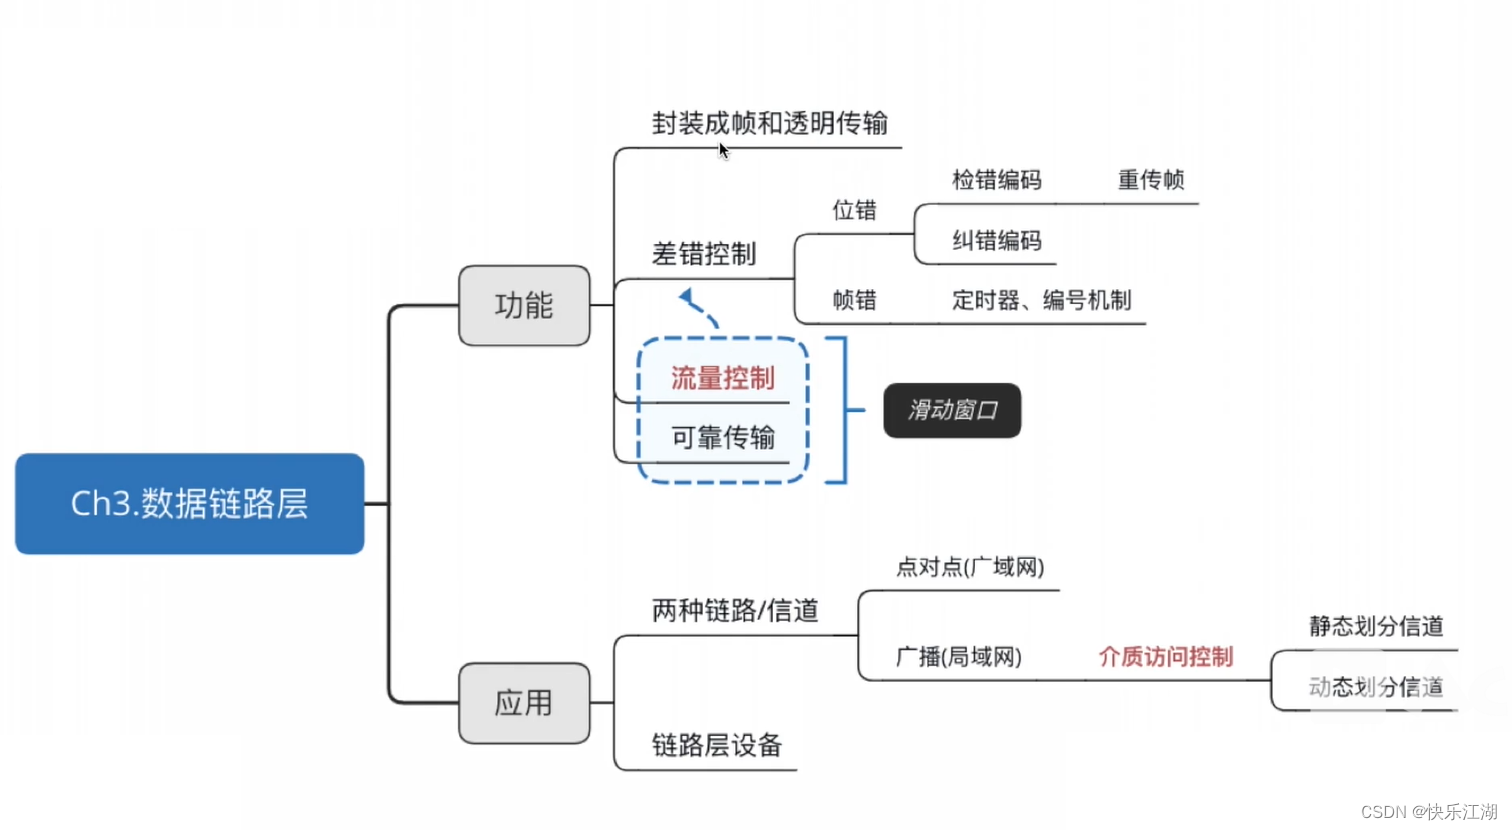 封装成帧和透明传输
检错编码 重传帧
位错
纠错编码
差错控制
帧错 定时器、编号机制
功能
流量控制
滑动窗口
可靠传输
Ch3.数据链路层
点对点(广域网)
两种链路/信道
静态划分信道
广播(局域网) 介质访问控制
动态划分信道
应用
链路层设备
CSDN @快乐江湖